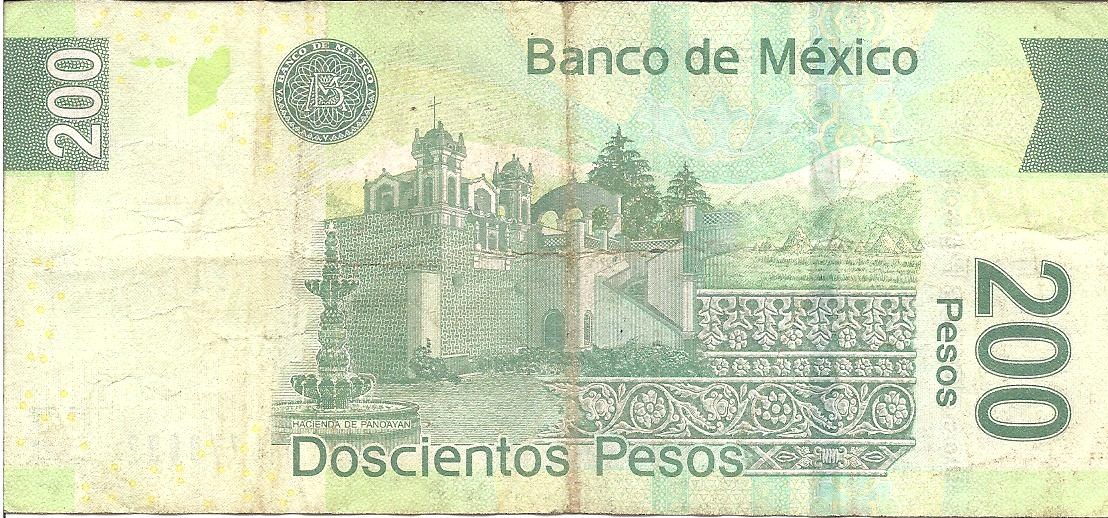 200
BANCO DE MÉXICO
Banco de México
HACIENDA DE PANOAYAN
Doscientos Pesos
200
Pesos